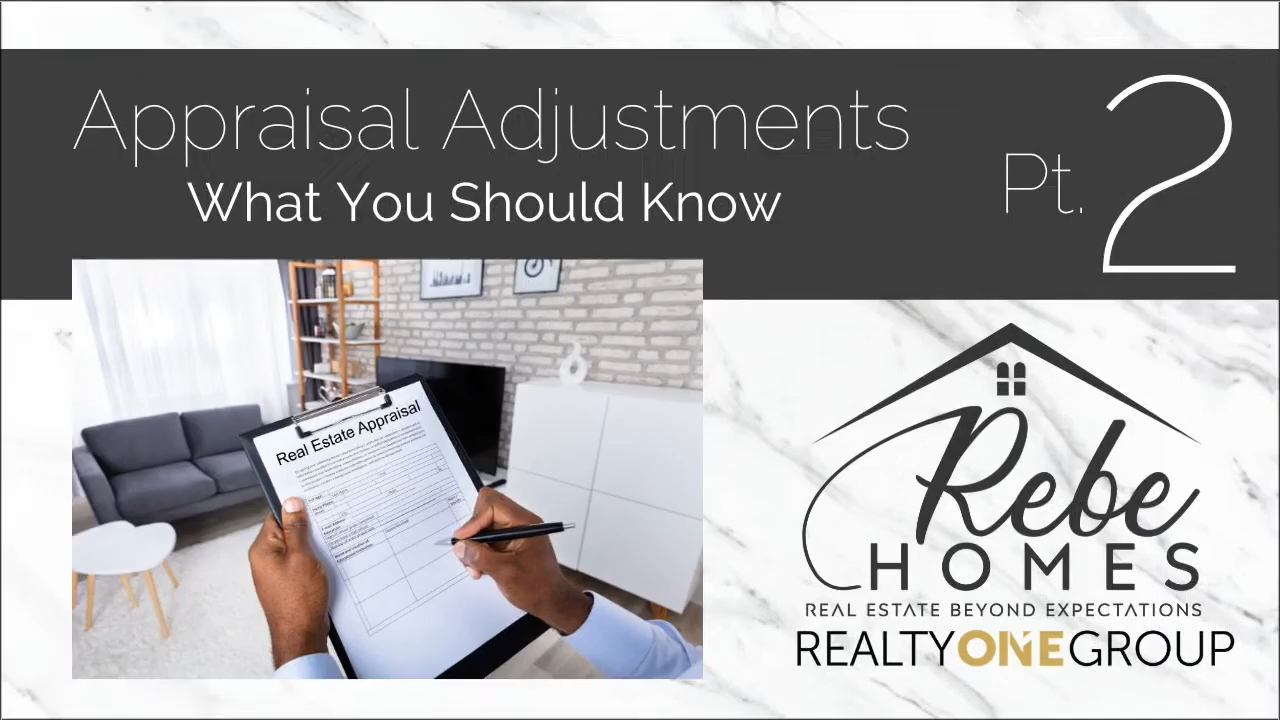 Appraisal Adjustments
What You Should Know
Pt. 2
Real Estate Appraisal
Rebe
HOMES
REAL ESTATE BEYOND EXPECTATIONS
REALTYONEGROUP